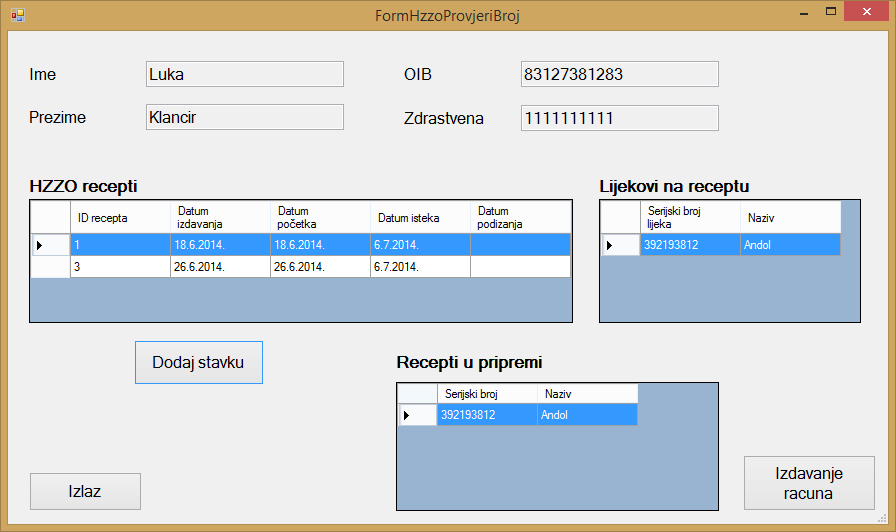 FormHzzoProvjeriBroj
Ime Luka OIB 83127381283
Prezime Klancir Zdrastvena 1111111111
HZZO recepti
ID recepta Datum izdavanja Datum početka Datum isteka Datum podizanja
1 18.6.2014. 18.6.2014. 6.7.2014.
3 26.6.2014. 26.6.2014. 6.7.2014.
Lijekovi na receptu
Serijski broj lijeka Naziv
392193812 Andol
Dodaj stavku
Recepti u pripremi
Serijski broj Naziv
392193812 Andol
Izlaz
Izdavanje
racuna